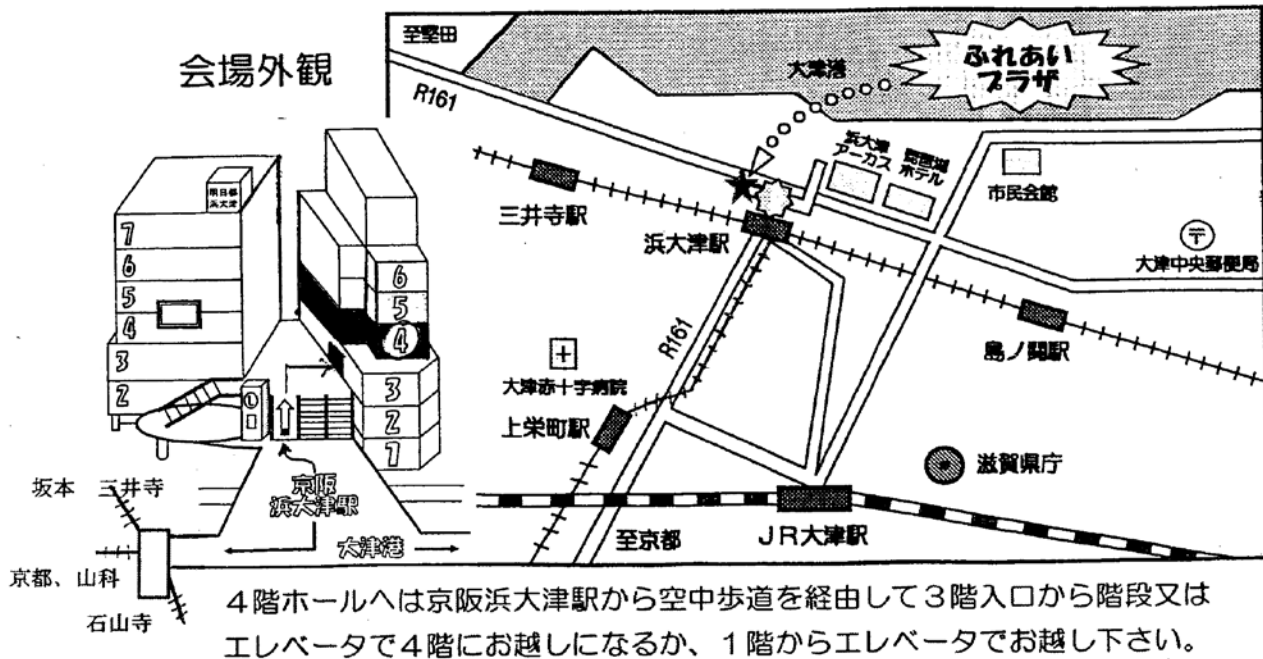 会場外観
至堅田
R161
大津港
ふれあい
プラザ
浜大津
アーカス
琵琶湖
ホテル
市民会館
三井寺駅
浜大津駅
〒
大津中央郵便局
島ノ関駅
R161
大津赤十字病院
上栄町駅
滋賀県庁
JR大津駅
至京都
明日都
浜大津
7
6
5
4
3
2
6
5
4
3
2
1
①
京阪
浜大津駅
大津港
坂本 三井寺
京都、山科
石山寺
4階ホールへは京阪浜大津駅から空中歩道を経由して3階入口から階段又は
エレベータで4階にお越しになるか、1階からエレベータでお越し下さい。